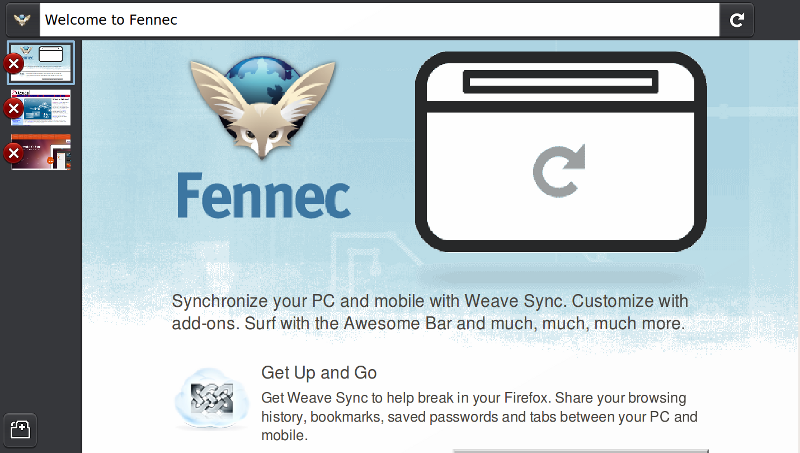 Welcome to Fennec
Fennec
Synchronize your PC and mobile with Weave Sync. Customize with
add-ons. Surf with the Awesome Bar and much, much, much more.
Get Up and Go
Get Weave Sync to help break in your Firefox. Share your browsing
history, bookmarks, saved passwords and tabs between your PC and
mobile.